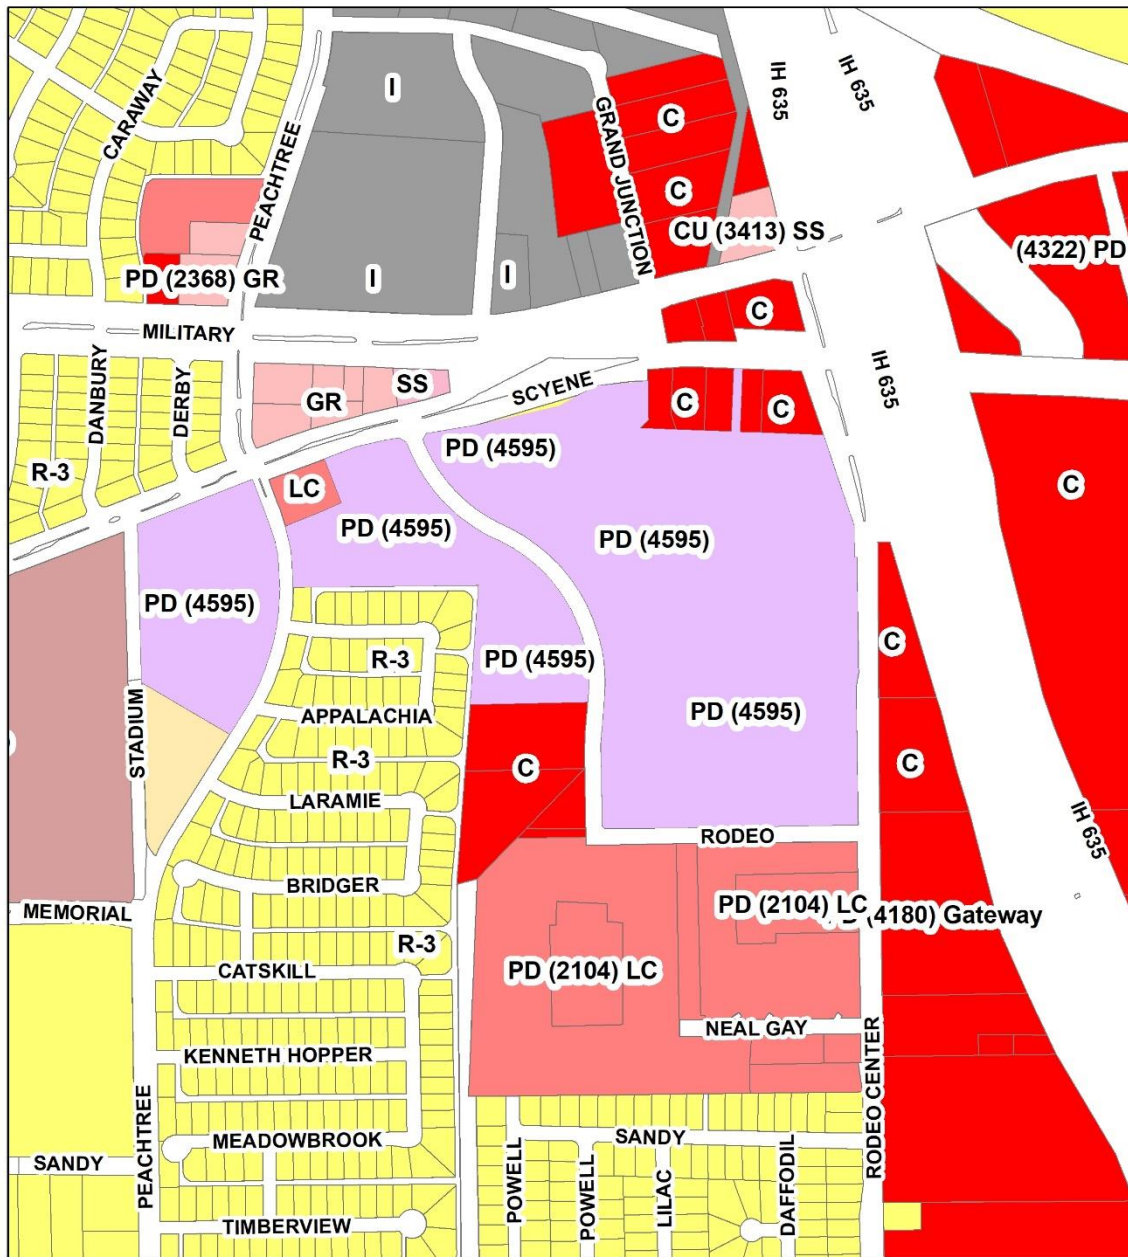 IH 635
IH 635
I
CARAWAY
GRAND JUNCTION
C
PEACHTREE
C
CU (3413) SS
(4322) PD
PD (2368) GR
I
I
C
MILITARY
DANBURY
DERBY
IH 635
SS
SCYENE
GR
C
C
PD (4595)
R-3
LC
C
PD (4595)
PD (4595)
PD (4595)
C
R-3
PD (4595)
STADIUM
APPALACHIA
PD (4595)
R-3
C
C
LARAMIE
IH 635
RODEO
BRIDGER
MEMORIAL
PD (2104) LC
(4180) Gateway
R-3
CATSKILL
PD (2104) LC
NEAL GAY
KENNETH HOPPER
RODEO CENTER
PEACHTREE
MEADOWBROOK
SANDY
SANDY
POWELL
POWELL
LILAC
DAFFODIL
TIMBERVIEW